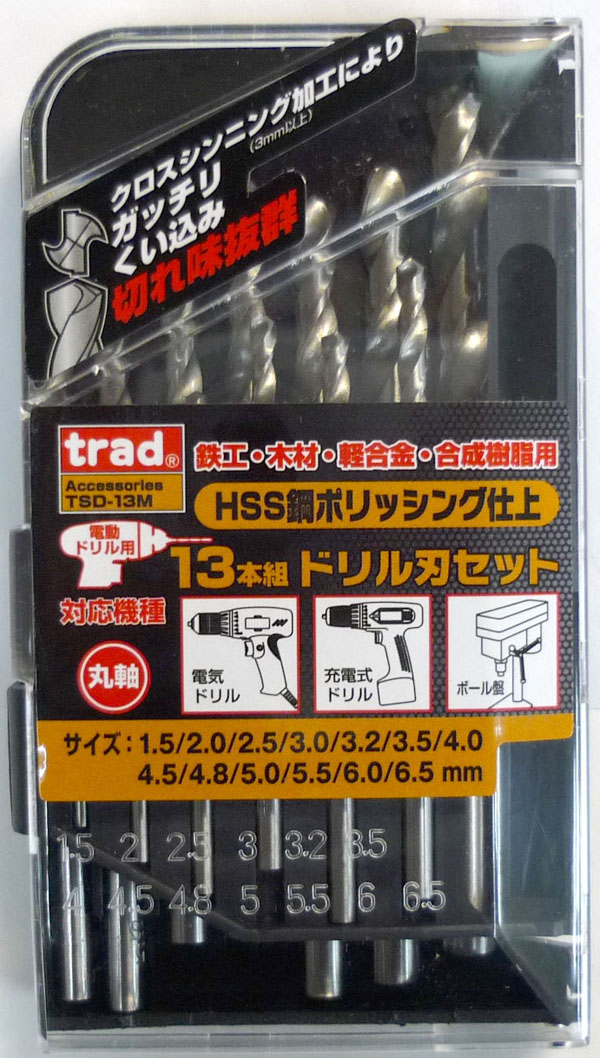 クロスシンニング加工により
(3mm以上)
ガッチリ
くい込み
切れ味抜群
trad®
Accessories
TSD-13M
鉄工・木材・軽合金・合成樹脂用
HSS鋼ポリッシング仕上
電動
ドリル用
13本組 ドリル刃セット
対応機種
丸軸
電気
ドリル
充電式
ドリル
ボール盤
サイズ：1.5/2.0/2.5/3.0/3.2/3.5/4.0
4.5/4.8/5.0/5.5/6.0/6.5 mm
1.5 2 2.5 3 3.2 3.5
4 4.5 4.8 5 5.5 6 6.5